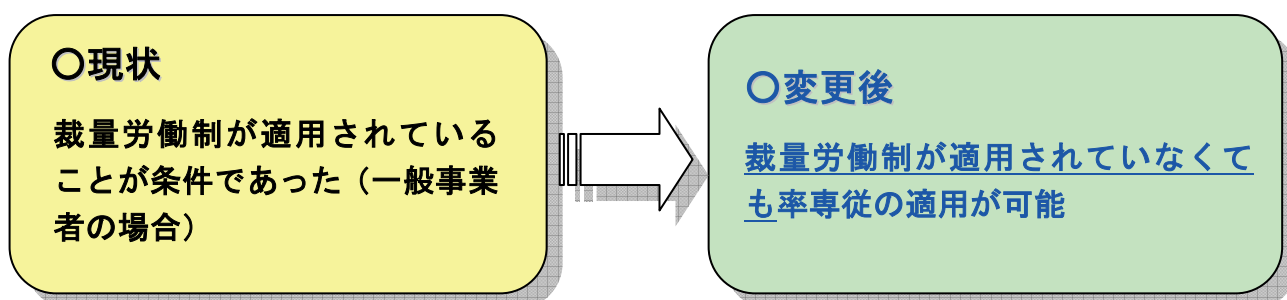 〇現状
裁量労働制が適用されている
ことが条件であった（一般事業
者の場合）
〇変更後
裁量労働制が適用されていなくて
も率専従の適用が可能